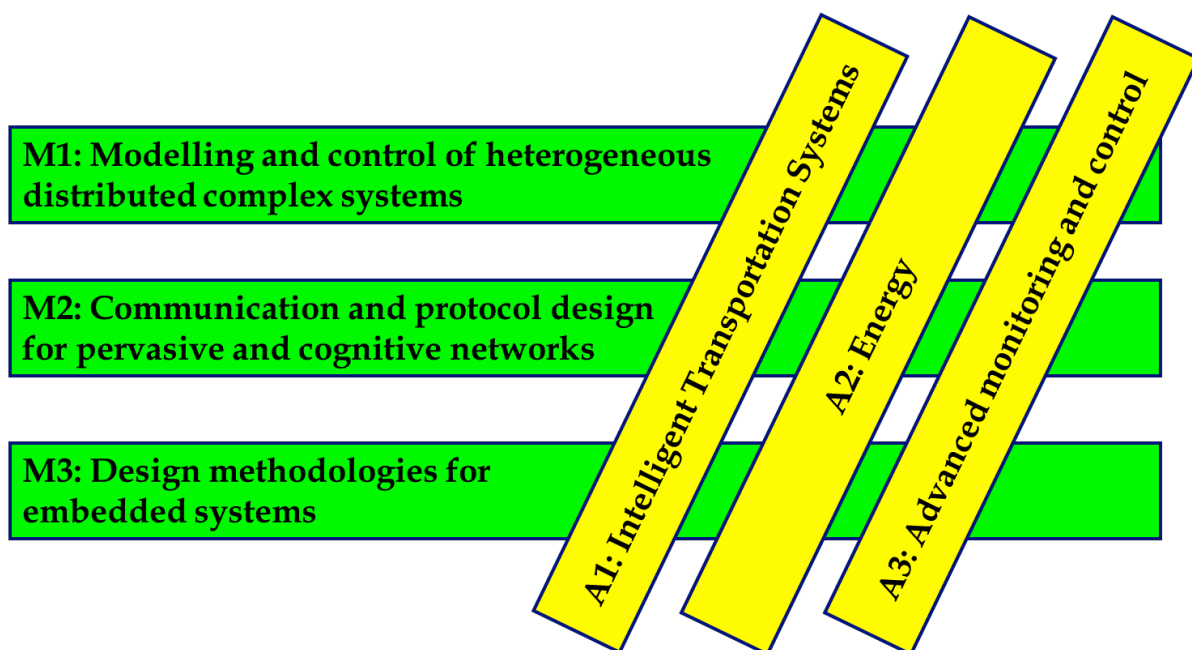 M1: Modelling and control of heterogeneous
distributed complex systems
M2: Communication and protocol design
for pervasive and cognitive networks
M3: Design methodologies for
embedded systems
A1: Intelligent Transportation Systems
A2: Energy
A3: Advanced monitoring and control